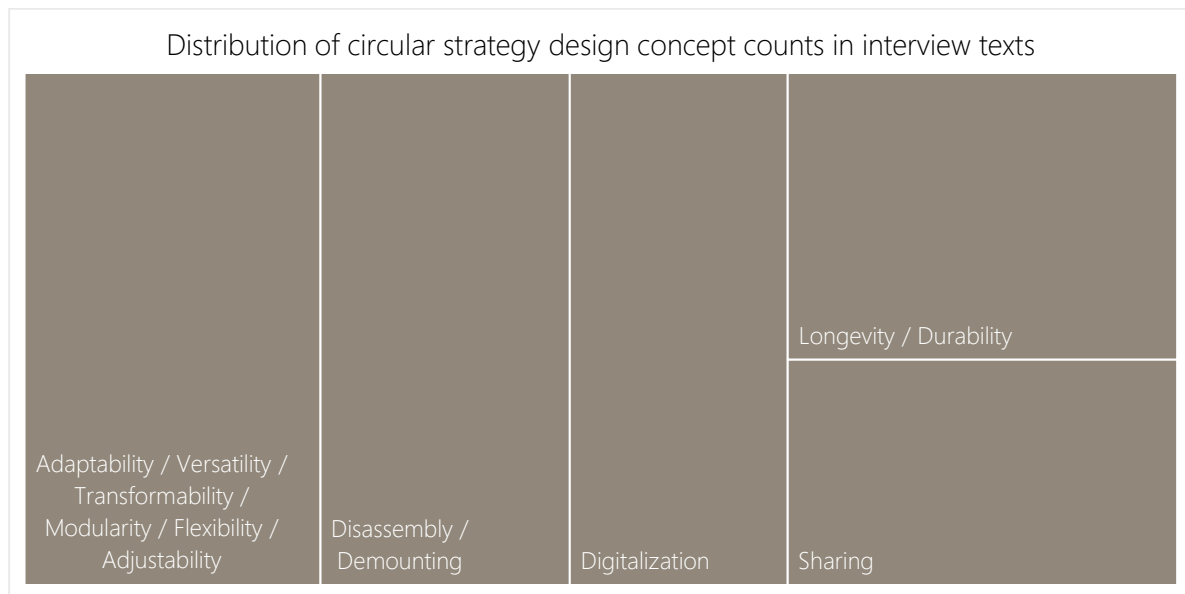 Distribution of circular strategy design concept counts in interview texts
Adaptability / Versatility /
Transformability /
Modularity / Flexibility /
Adjustability
Disassembly /
Demounting
Digitalization
Longevity / Durability
Sharing